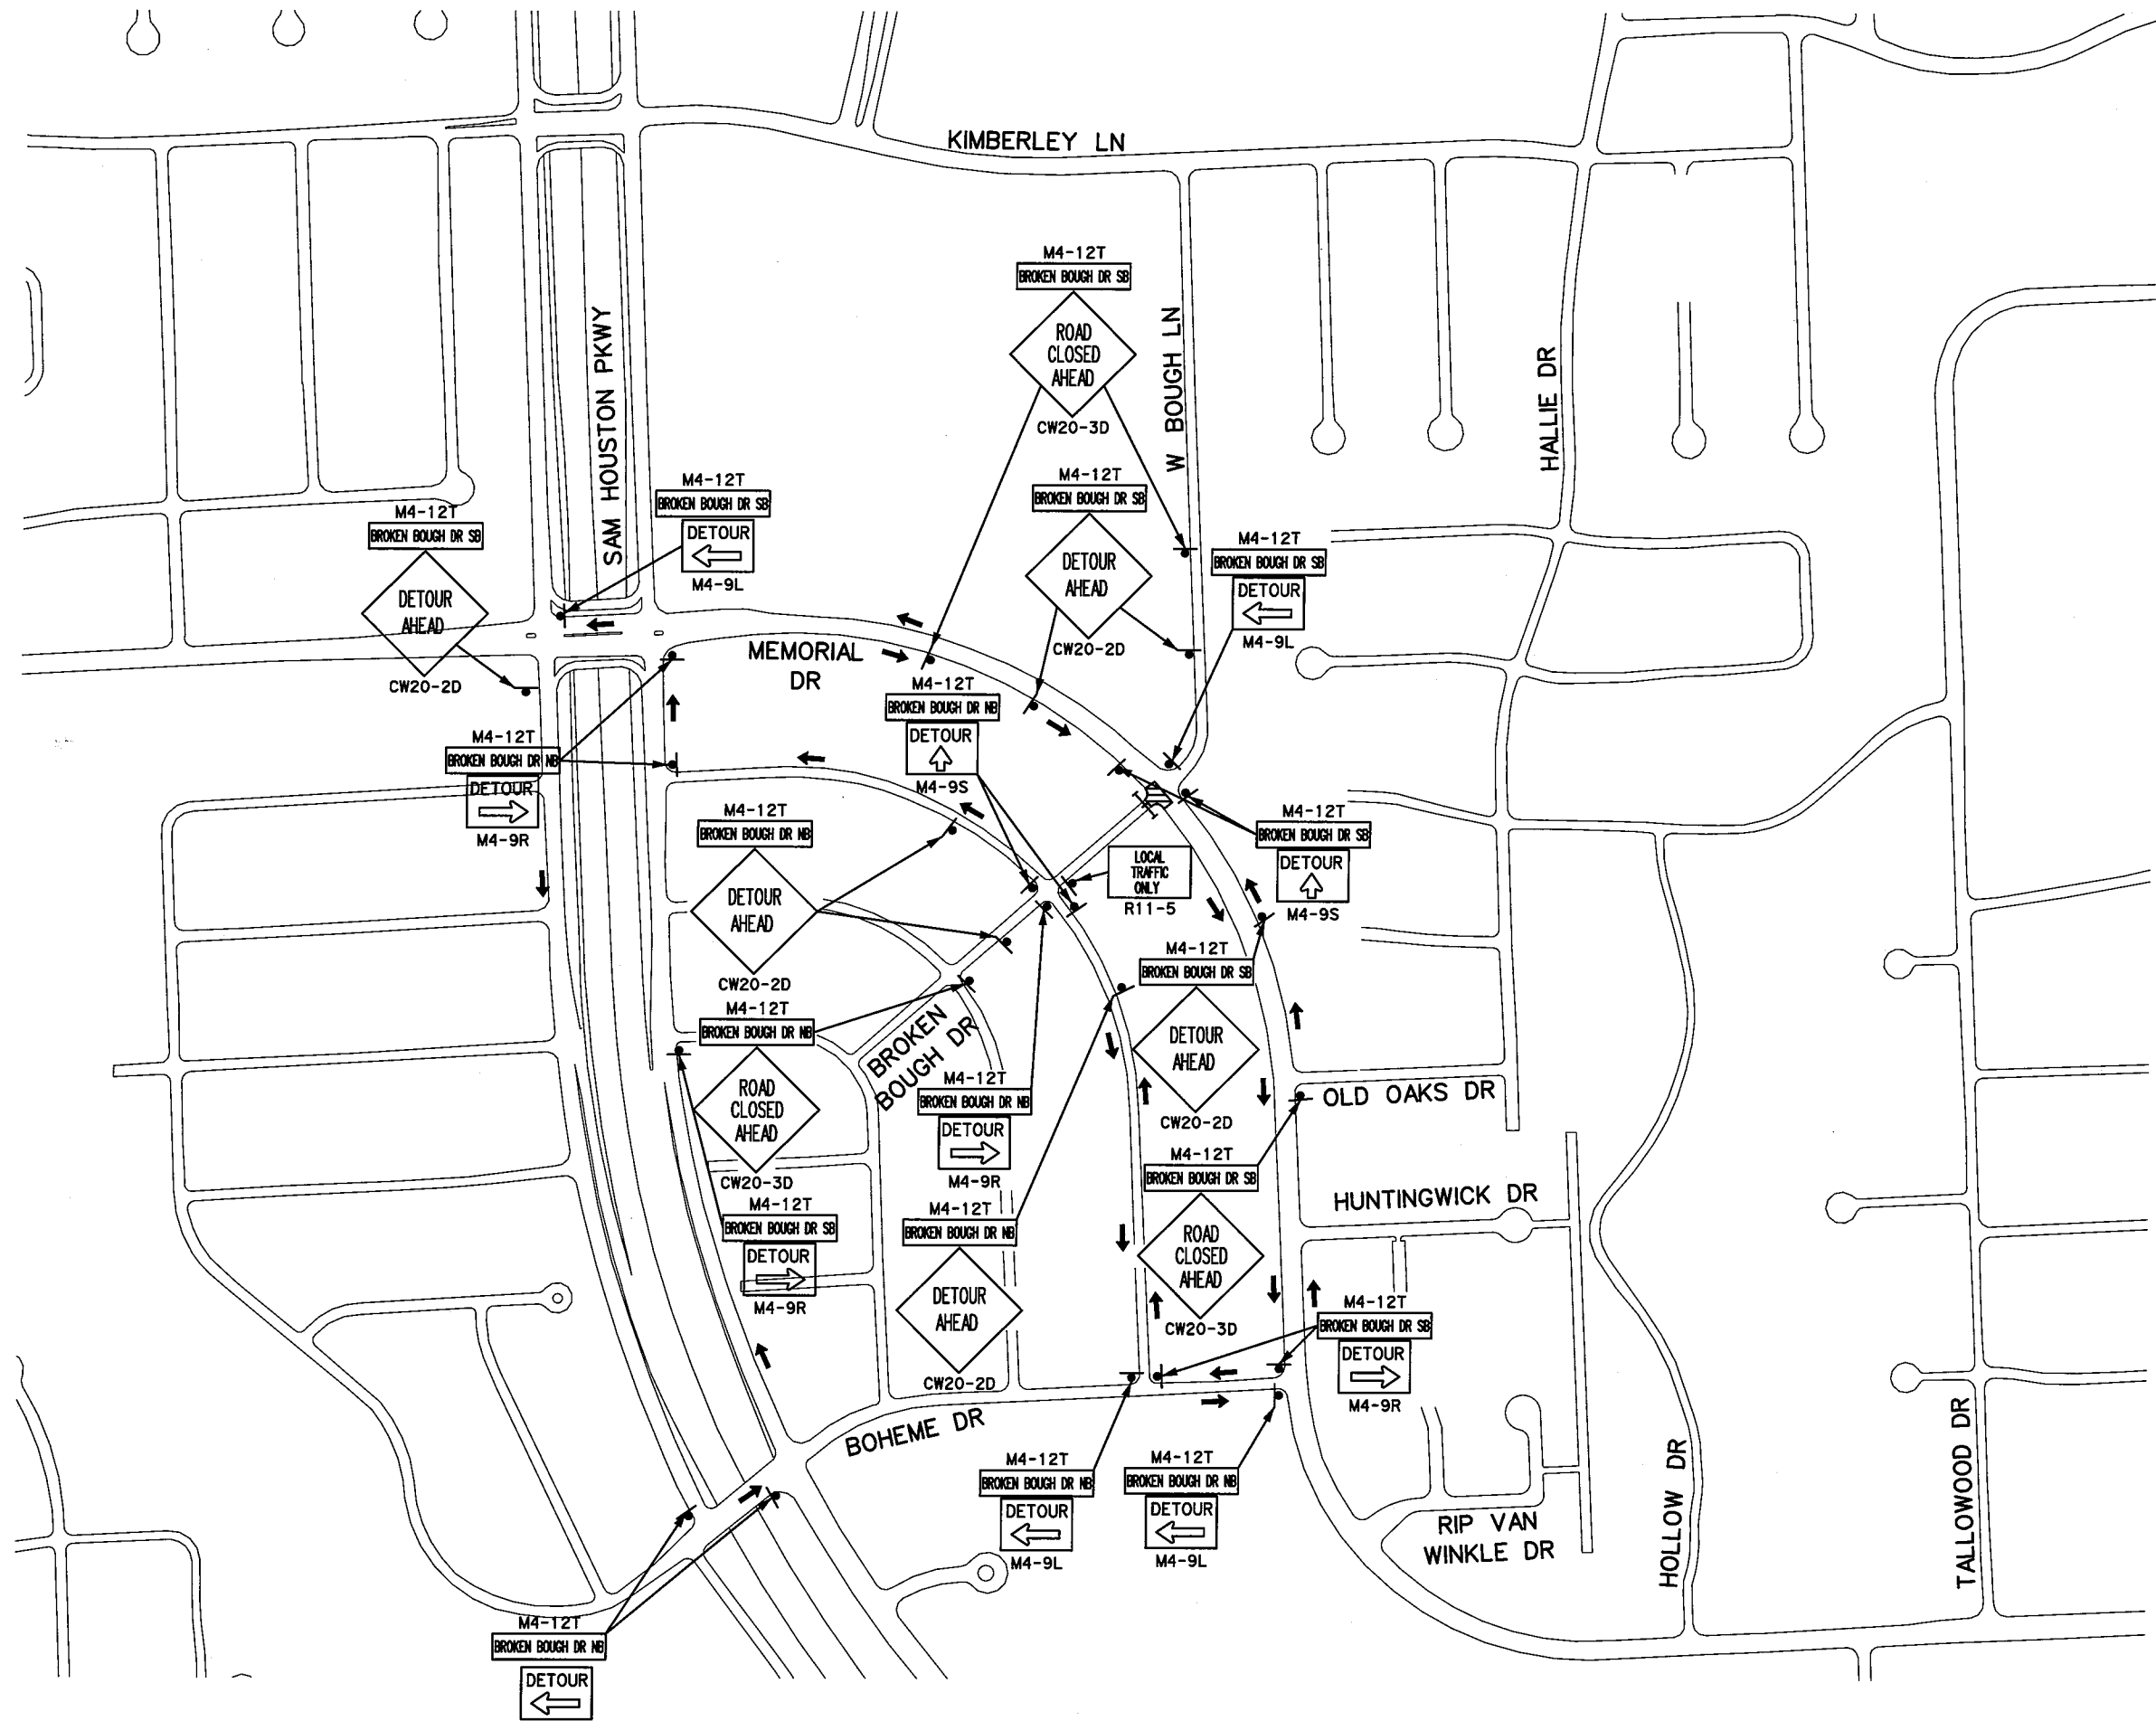 KIMBERLEY LN
M4-12T
BROKEN BOUGH DR SB
ROAD
CLOSED
AHEAD
CW20-3D
W BOUGH LN
SAM HOUSTON PKWY
HALLIE DR
M4-12T
BROKEN BOUGH DR SB
DETOUR
AHEAD
CW20-2D
M4-12T
BROKEN BOUGH DR SB
DETOUR
M4-9L
M4-12T
BROKEN BOUGH DR SB
DETOUR
AHEAD
CW20-2D
M4-12T
BROKEN BOUGH DR SB
DETOUR
M4-9L
MEMORIAL
DR
M4-12T
BROKEN BOUGH DR NB
DETOUR
M4-9S
M4-12T
BROKEN BOUGH DR NB
DETOUR
M4-9R
M4-12T
BROKEN BOUGH DR NB
DETOUR
AHEAD
CW20-2D
M4-12T
BROKEN BOUGH DR SB
DETOUR
M4-9S
LOCAL
TRAFFIC
ONLY
R11-5
M4-12T
BROKEN BOUGH DR SB
DETOUR
AHEAD
CW20-2D
M4-12T
BROKEN BOUGH DR NB
ROAD
CLOSED
AHEAD
CW20-3D
BROKEN
BOUGH DR
M4-12T
BROKEN BOUGH DR NB
DETOUR
M4-9R
OLD OAKS DR
M4-12T
BROKEN BOUGH DR SB
ROAD
CLOSED
AHEAD
CW20-3D
HUNTINGWICK DR
M4-12T
BROKEN BOUGH DR SB
DETOUR
M4-9R
M4-12T
BROKEN BOUGH DR NB
DETOUR
AHEAD
CW20-2D
M4-12T
BROKEN BOUGH DR SB
DETOUR
M4-9R
BOHEME DR
M4-12T
BROKEN BOUGH DR NB
DETOUR
M4-9L
M4-12T
BROKEN BOUGH DR NB
DETOUR
M4-9L
RIP VAN
WINKLE DR
HOLLOW DR
TALLOWOOD DR
M4-12T
BROKEN BOUGH DR NB
DETOUR